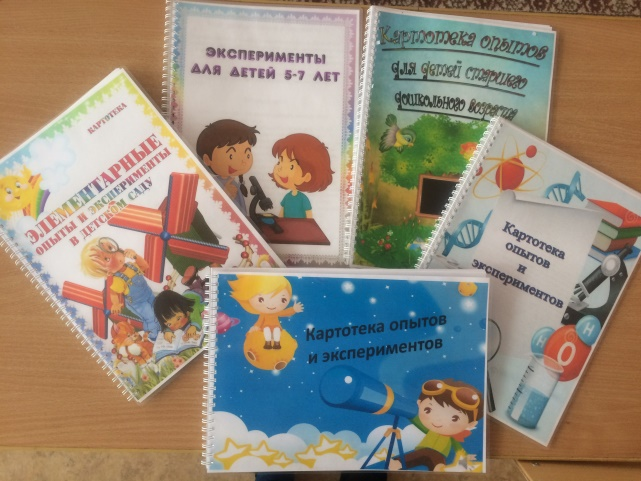 КАРТОТЕКА
ЭЛЕМЕНТАРНЫЕ
ОПЫТЫ И ЭКСПЕРИМЕНТЫ
В ДЕТСКОМ САДУ
ЭКСПЕРИМЕНТЫ
ДЛЯ ДЕТЕЙ 5-7 ЛЕТ
Картотека опытов
для детей старшего
дошкольного возраста
Картотека
опытов
и
экспериментов
H
O
H
Картотека опытов
и экспериментов